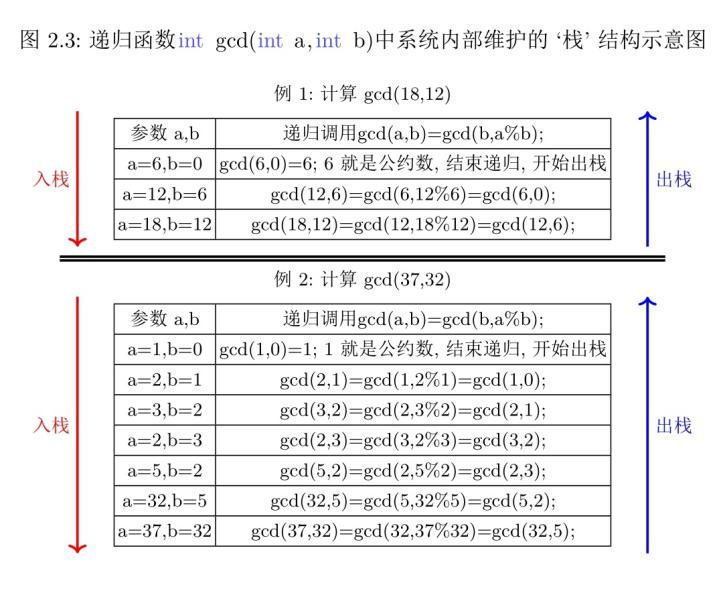 图 2.3: 递归函数int gcd(int a,int b)中系统内部维护的 ‘栈’ 结构示意图
例 1: 计算 gcd(18,12)
参数 a,b 递归调用gcd(a,b)=gcd(b,a%b);
a=6,b=0 gcd(6,0)=6; 6 就是公约数, 结束递归, 开始出栈
入栈
出栈
a=12,b=6 gcd(12,6)=gcd(6,12%6)=gcd(6,0);
a=18,b=12 gcd(18,12)=gcd(12,18%12)=gcd(12,6);
例 2: 计算 gcd(37,32)
参数 a,b 递归调用gcd(a,b)=gcd(b,a%b);
a=1,b=0 gcd(1,0)=1; 1 就是公约数, 结束递归, 开始出栈
a=2,b=1 gcd(2,1)=gcd(1,2%1)=gcd(1,0);
a=3,b=2 gcd(3,2)=gcd(2,3%2)=gcd(2,1);
入栈
出栈
a=2,b=3 gcd(2,3)=gcd(3,2%3)=gcd(3,2);
a=5,b=2 gcd(5,2)=gcd(2,5%2)=gcd(2,3);
a=32,b=5 gcd(32,5)=gcd(5,32%5)=gcd(5,2);
a=37,b=32 gcd(37,32)=gcd(32,37%32)=gcd(32,5);